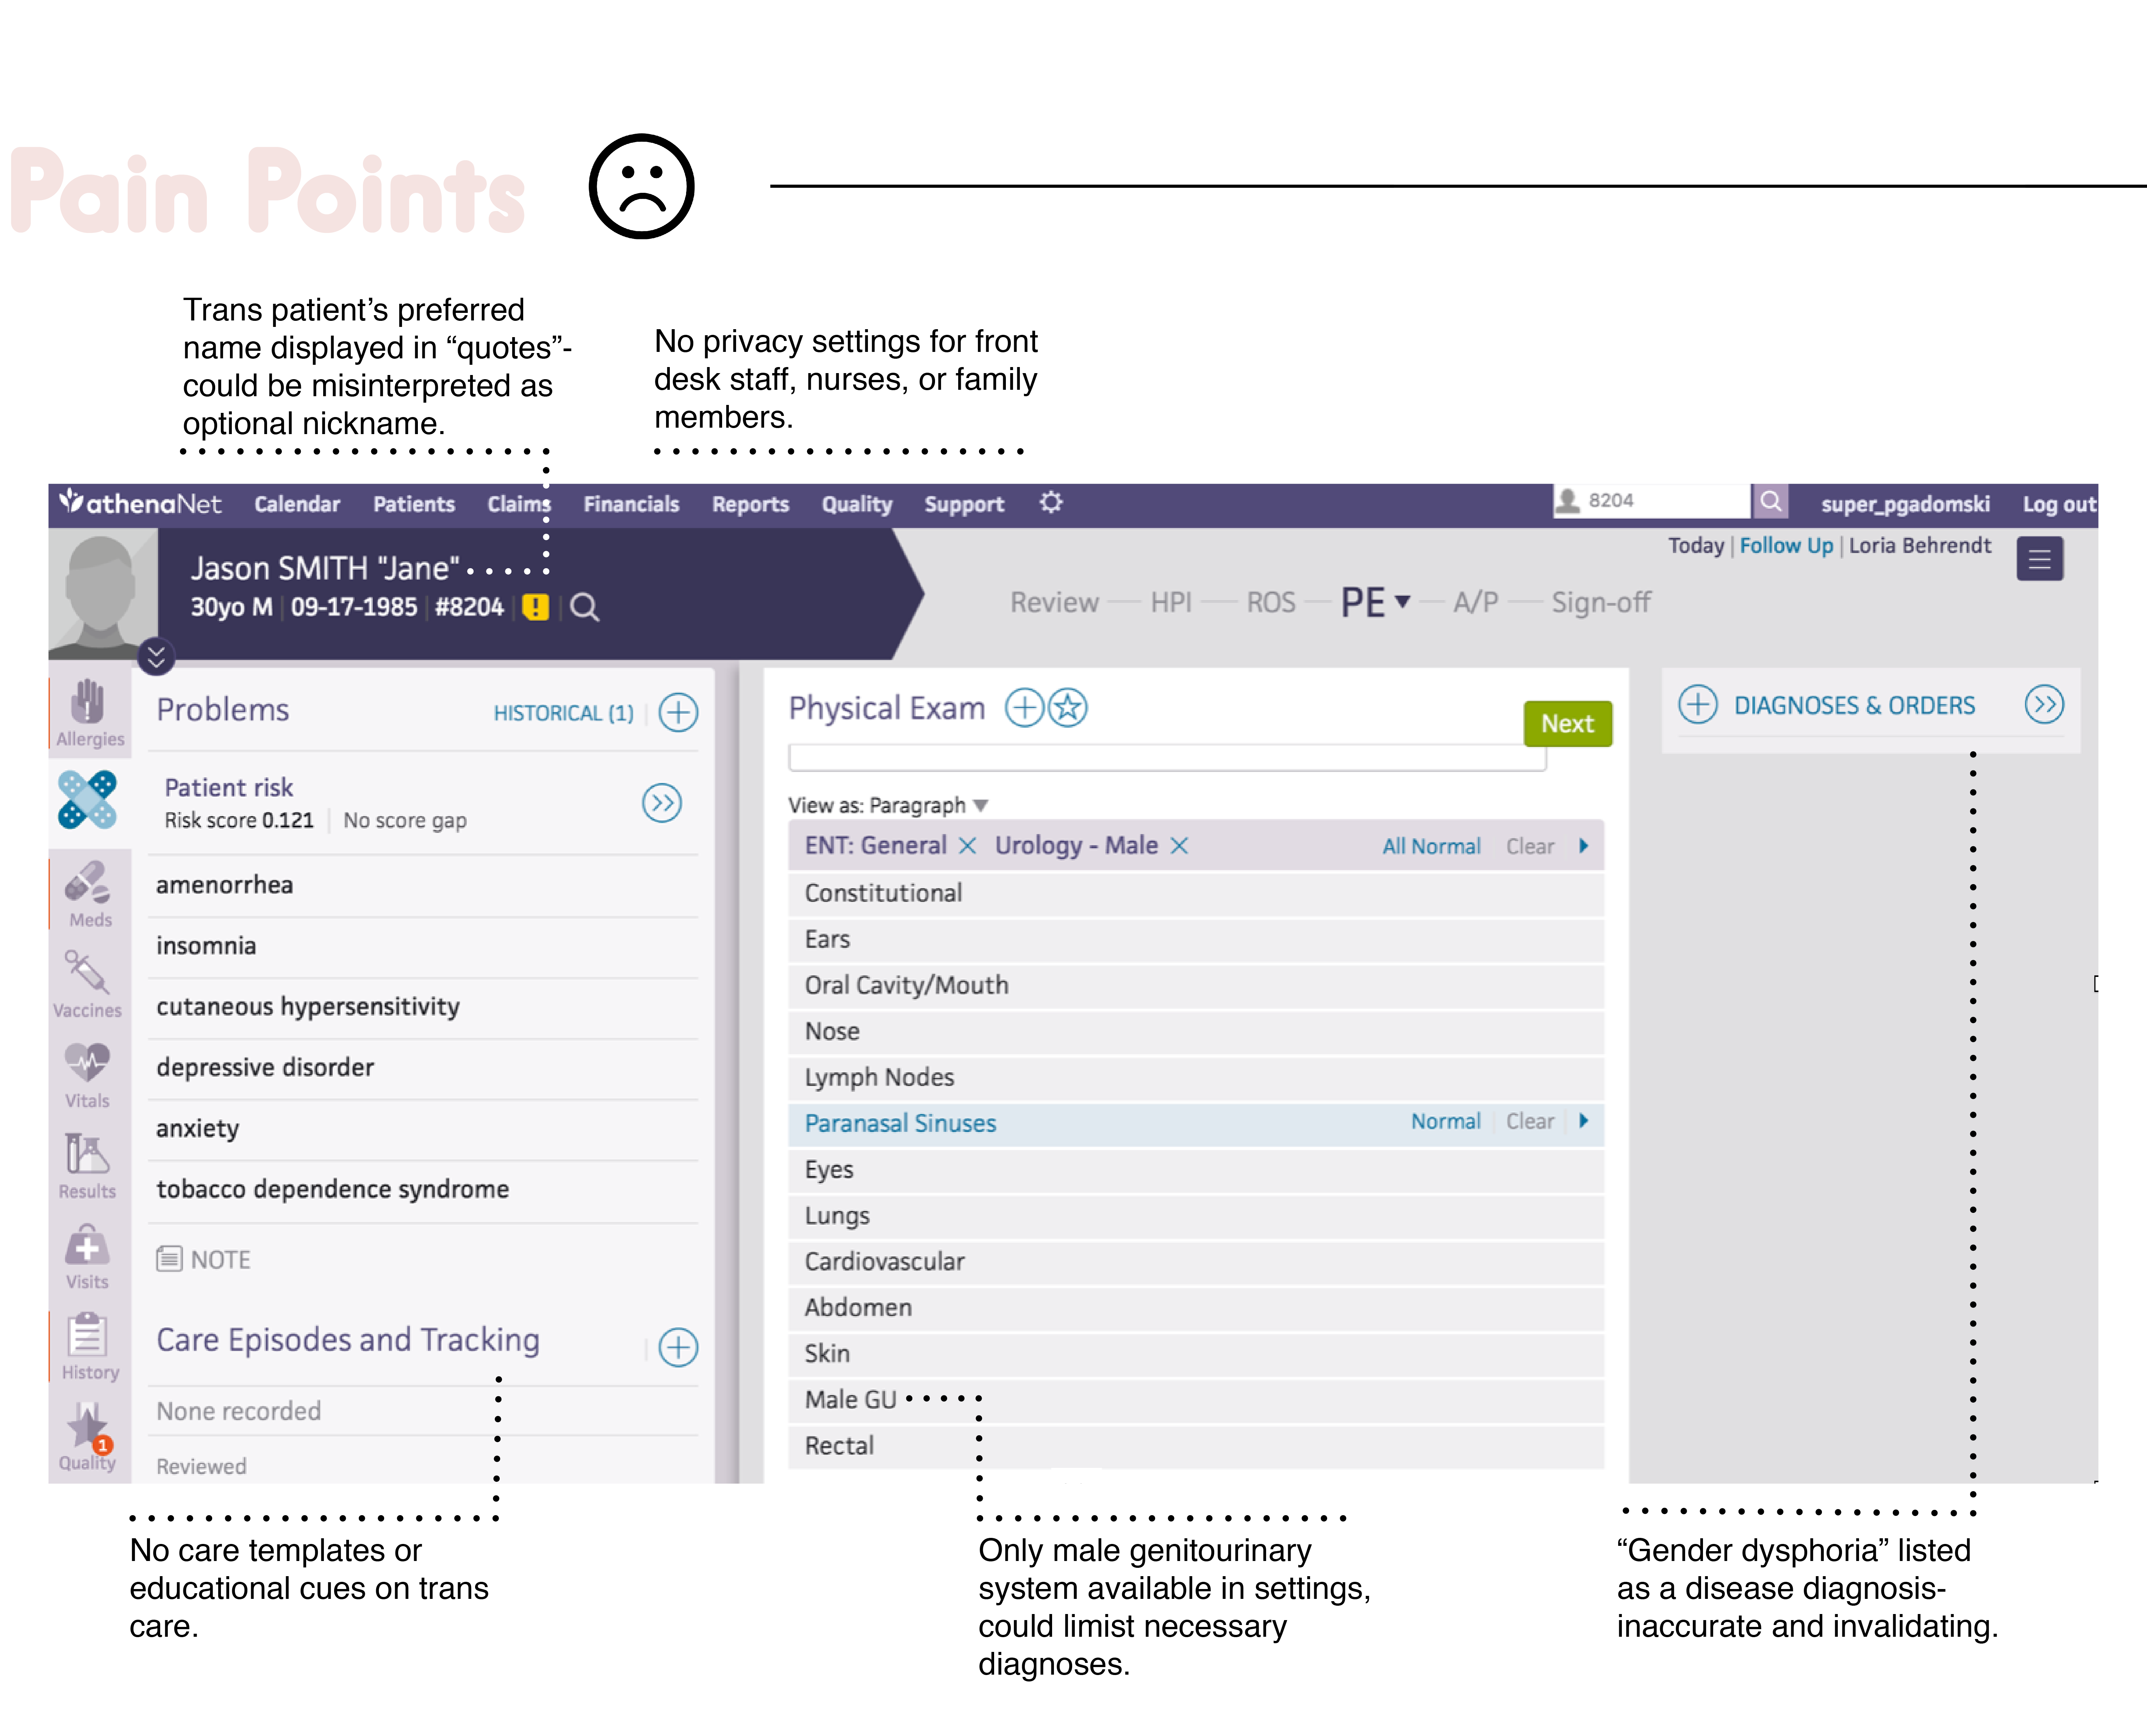 Pain Points
Trans patient’s preferred
name displayed in “quotes”-
could be misinterpreted as
optional nickname.
No privacy settings for front
desk staff, nurses, or family
members.
athenaNet Calendar Patients Claims Financials Reports Quality Support 8204 super_pgadomski Log out
Today | Follow Up | Loria Behrendt
Jason SMITH "Jane"
30yo M | 09-17-1985 | #8204
Review HPI ROS PE A/P Sign-off
Allergies
Meds
Vaccines
Vitals
Results
Visits
History
1
Quality
Problems HISTORICAL (1)
Patient risk
Risk score 0.121 | No score gap
amenorrhea
insomnia
cutaneous hypersensitivity
depressive disorder
anxiety
tobacco dependence syndrome
NOTE
Care Episodes and Tracking
None recorded
Reviewed
Physical Exam
Next
View as: Paragraph
ENT: General Urology - Male All Normal Clear
Constitutional
Ears
Oral Cavity/Mouth
Nose
Lymph Nodes
Paranasal Sinuses Normal Clear
Eyes
Lungs
Cardiovascular
Abdomen
Skin
Male GU
Rectal
DIAGNOSES & ORDERS
No care templates or
educational cues on trans
care.
Only male genitourinary
system available in settings,
could limist necessary
diagnoses.
“Gender dysphoria” listed
as a disease diagnosis-
inaccurate and invalidating.